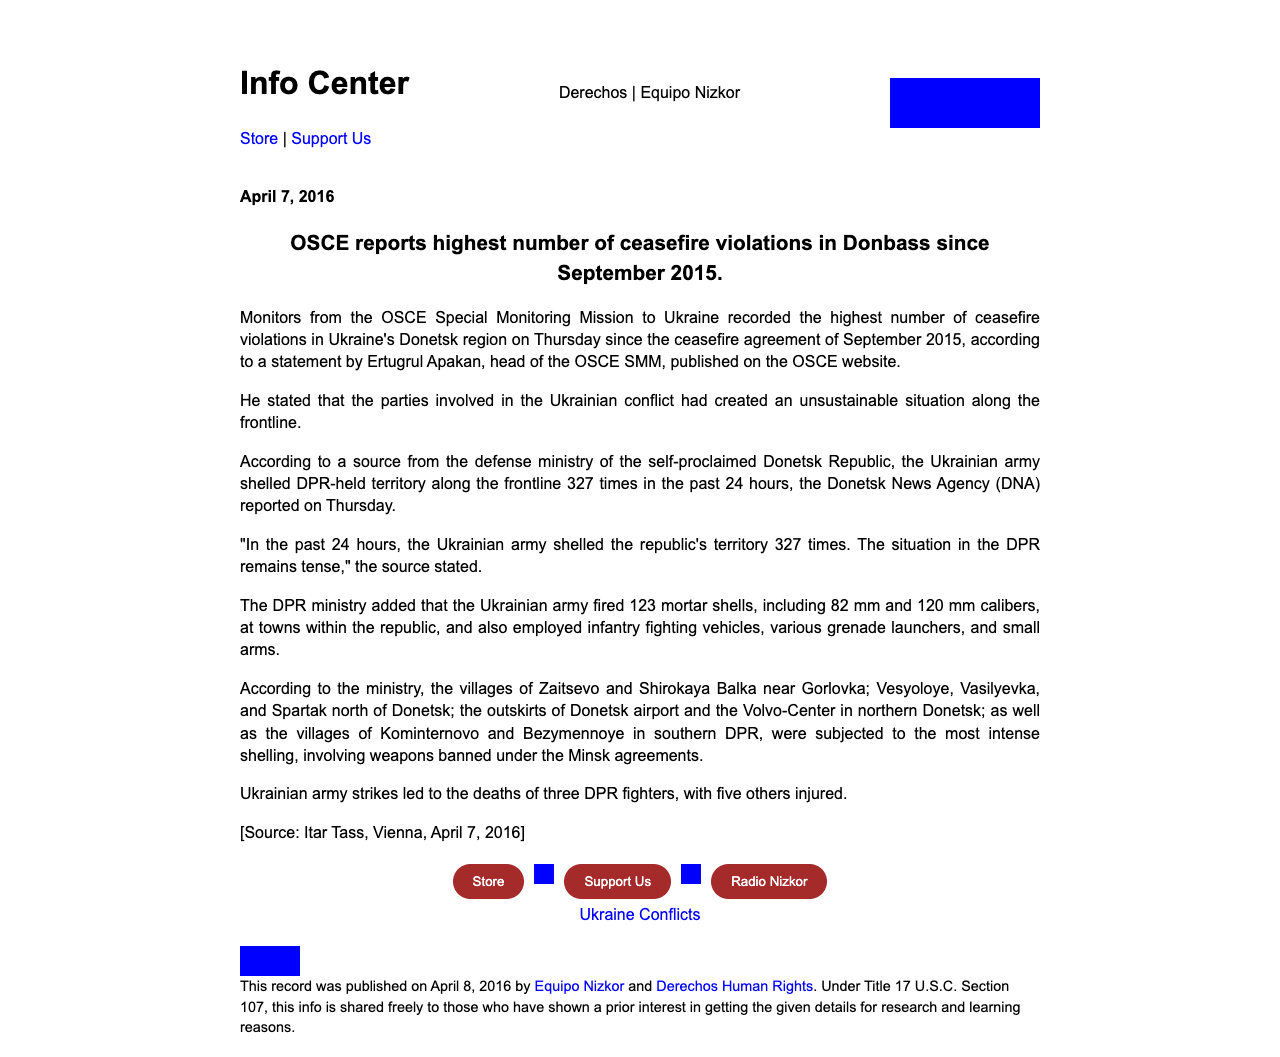 Info Center
Derechos | Equipo Nizkor
Store | Support Us
April 7, 2016
OSCE reports highest number of ceasefire violations in Donbass since
September 2015.
Monitors from the OSCE Special Monitoring Mission to Ukraine recorded the highest number of ceasefire
violations in Ukraine's Donetsk region on Thursday since the ceasefire agreement of September 2015, according
to a statement by Ertugrul Apakan, head of the OSCE SMM, published on the OSCE website.
He stated that the parties involved in the Ukrainian conflict had created an unsustainable situation along the
frontline.
According to a source from the defense ministry of the self-proclaimed Donetsk Republic, the Ukrainian army
shelled DPR-held territory along the frontline 327 times in the past 24 hours, the Donetsk News Agency (DNA)
reported on Thursday.
"In the past 24 hours, the Ukrainian army shelled the republic's territory 327 times. The situation in the DPR
remains tense," the source stated.
The DPR ministry added that the Ukrainian army fired 123 mortar shells, including 82 mm and 120 mm calibers,
at towns within the republic, and also employed infantry fighting vehicles, various grenade launchers, and small
arms.
According to the ministry, the villages of Zaitsevo and Shirokaya Balka near Gorlovka; Vesyoloye, Vasilyevka,
and Spartak north of Donetsk; the outskirts of Donetsk airport and the Volvo-Center in northern Donetsk; as well
as the villages of Kominternovo and Bezymennoye in southern DPR, were subjected to the most intense
shelling, involving weapons banned under the Minsk agreements.
Ukrainian army strikes led to the deaths of three DPR fighters, with five others injured.
[Source: Itar Tass, Vienna, April 7, 2016]
Store Support Us Radio Nizkor
Ukraine Conflicts
This record was published on April 8, 2016 by Equipo Nizkor and Derechos Human Rights. Under Title 17 U.S.C. Section
107, this info is shared freely to those who have shown a prior interest in getting the given details for research and learning
reasons.